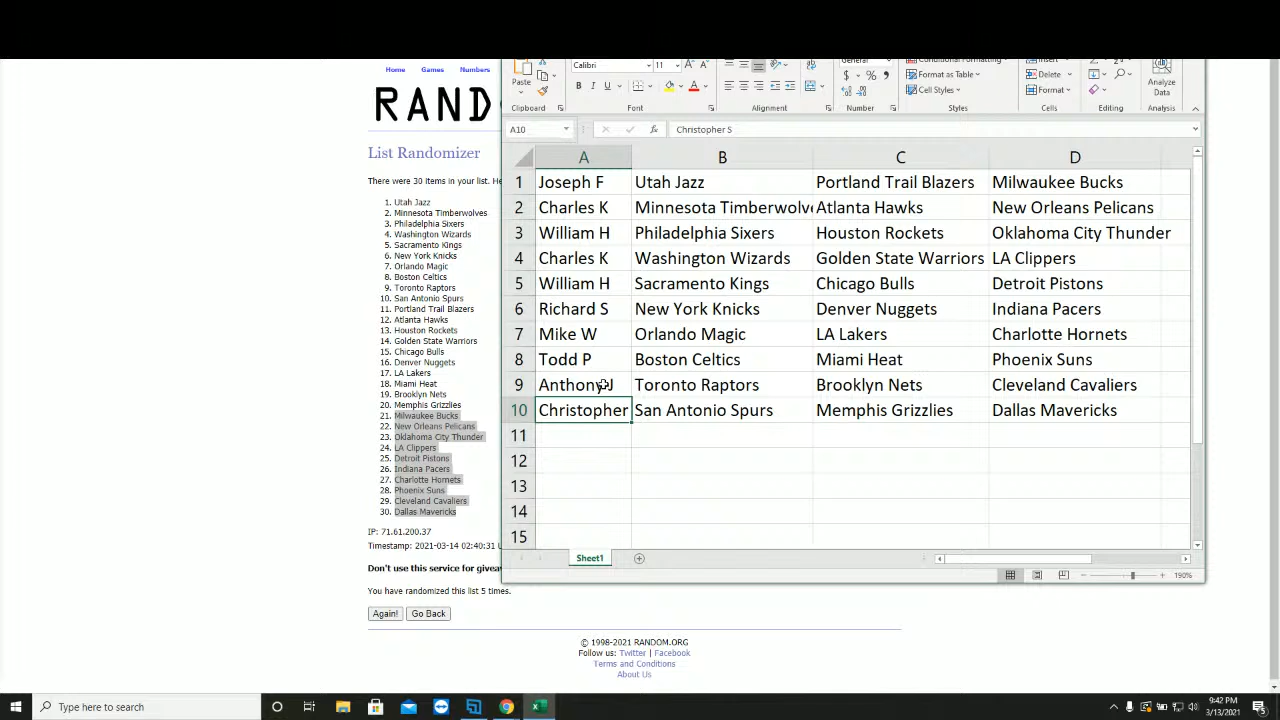 Home Games Numbers
RAND
List Randomizer
There were 30 items in your list. He
1. Utah Jazz
2. Minnesota Timberwolves
3. Philadelphia Sixers
4. Washington Wizards
5. Sacramento Kings
6. New York Knicks
7. Orlando Magic
8. Boston Celtics
9. Toronto Raptors
10. San Antonio Spurs
11. Portland Trail Blazers
12. Atlanta Hawks
13. Houston Rockets
14. Golden State Warriors
15. Chicago Bulls
16. Denver Nuggets
17. LA Lakers
18. Miami Heat
19. Brooklyn Nets
20. Memphis Grizzlies
21. Milwaukee Bucks
22. New Orleans Pelicans
23. Oklahoma City Thunder
24. LA Clippers
25. Detroit Pistons
26. Indiana Pacers
27. Charlotte Hornets
28. Phoenix Suns
29. Cleveland Cavaliers
30. Dallas Mavericks
IP: 71.61.200.37
Timestamp: 2021-03-14 02:40:31 U
Don't use this service for giveaw
You have randomized this list 5 times.
Again! Go Back
© 1998-2021 RANDOM.ORG
Follow us: Twitter | Facebook
Terms and Conditions
About Us
Paste
Calibri 11
B I U
$ % ,
Format as Table
Cell Styles
Delete
Format
Analyze
Data
Clipboard Font Alignment Number Styles Cells Editing Analysis
A10 fx Christopher S
A B C D
1 Joseph F Utah Jazz Portland Trail Blazers Milwaukee Bucks
2 Charles K Minnesota Timberwolv Atlanta Hawks New Orleans Pelicans
3 William H Philadelphia Sixers Houston Rockets Oklahoma City Thunder
4 Charles K Washington Wizards Golden State Warriors LA Clippers
5 William H Sacramento Kings Chicago Bulls Detroit Pistons
6 Richard S New York Knicks Denver Nuggets Indiana Pacers
7 Mike W Orlando Magic LA Lakers Charlotte Hornets
8 Todd P Boston Celtics Miami Heat Phoenix Suns
9 Anthony J Toronto Raptors Brooklyn Nets Cleveland Cavaliers
10 Christopher San Antonio Spurs Memphis Grizzlies Dallas Mavericks
11
12
13
14
15
Sheet1
190%
Type here to search
9:42 PM
3/13/2021